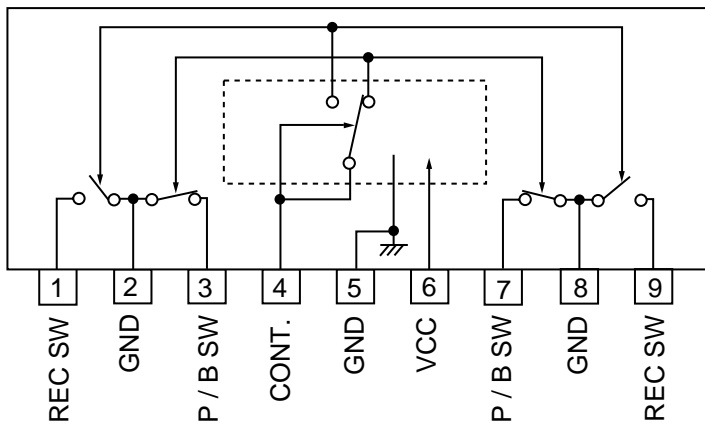 1 2 3 4 5 6 7 8 9
REC SW
GND
P / B SW
CONT.
GND
VCC
P / B SW
GND
REC SW